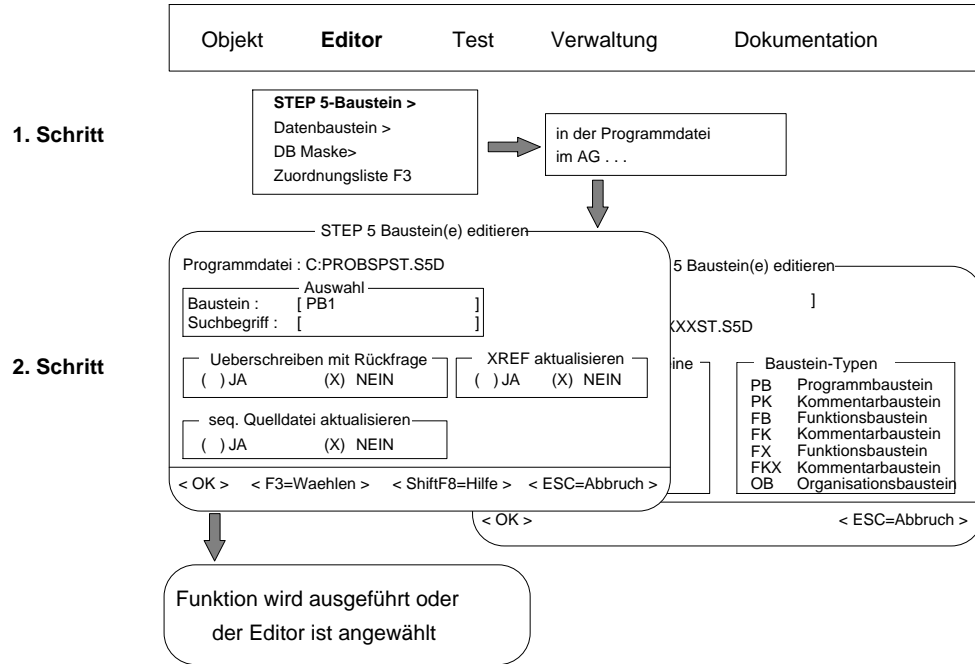 Objekt Editor Test Verwaltung Dokumentation
1. Schritt
STEP 5-Baustein >
Datenbaustein >
DB Maske>
Zuordnungsliste F3
in der Programmdatei
im AG . . .
STEP 5 Baustein(e) editieren
Programmdatei : C:PROBSPST.S5D
Auswahl
Baustein : [ PB1 ]
Suchbegriff : [ ]
2. Schritt
Ueberschreiben mit Rückfrage
( ) JA (X) NEIN
XREF aktualisieren
( ) JA (X) NEIN
seq. Quelldatei aktualisieren
( ) JA (X) NEIN
< OK > < F3=Waehlen > < ShiftF8=Hilfe > < ESC=Abbruch >
5 Baustein(e) editieren
]
XXXST.S5D
eine
Baustein-Typen
PB Programmbaustein
PK Kommentarbaustein
FB Funktionsbaustein
FK Kommentarbaustein
FX Funktionsbaustein
FKX Kommentarbaustein
OB Organisationsbaustein
< OK > < ESC=Abbruch >
Funktion wird ausgeführt oder
der Editor ist angewählt